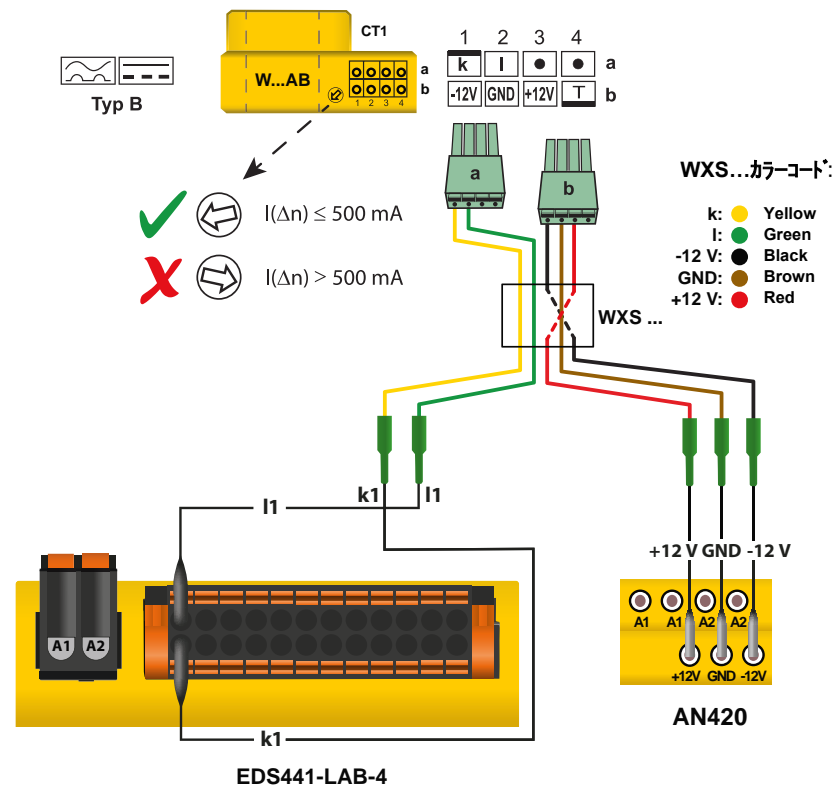 CT1
Typ B
W...AB
a
b
1 2 3 4
1 2 3 4
k l a
-12V GND +12V T b
a
b
WXS...カラーコード:
k: Yellow
l: Green
-12 V: Black
GND: Brown
+12 V: Red
I(Δn) ≤ 500 mA
I(Δn) > 500 mA
WXS ...
k1 l1
l1
+12 V GND -12 V
A1 A2
A1 A1 A2 A2
+12V GND -12V
AN420
k1
EDS441-LAB-4